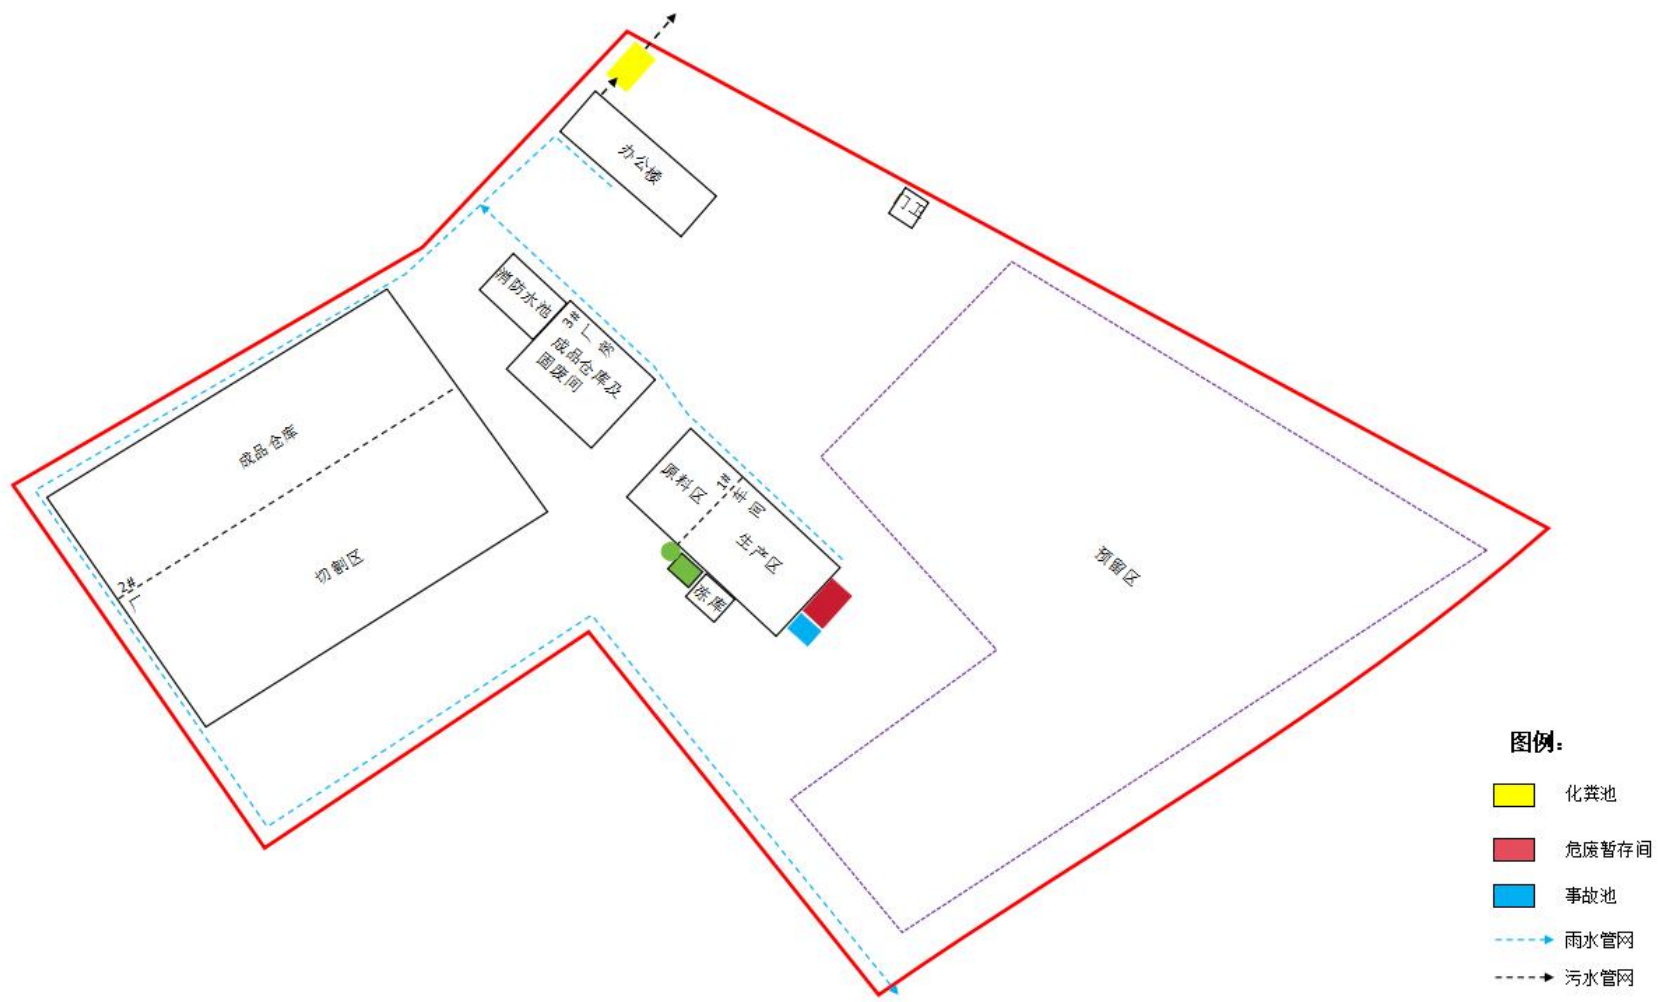 办公楼
门卫
消防水池
3#厂房
成品仓库及
固废间
成品仓库
2#厂
切割区
原料区
1#车间
生产区
冻库
预留区
图例：
化粪池
危废暂存间
事故池
雨水管网
污水管网